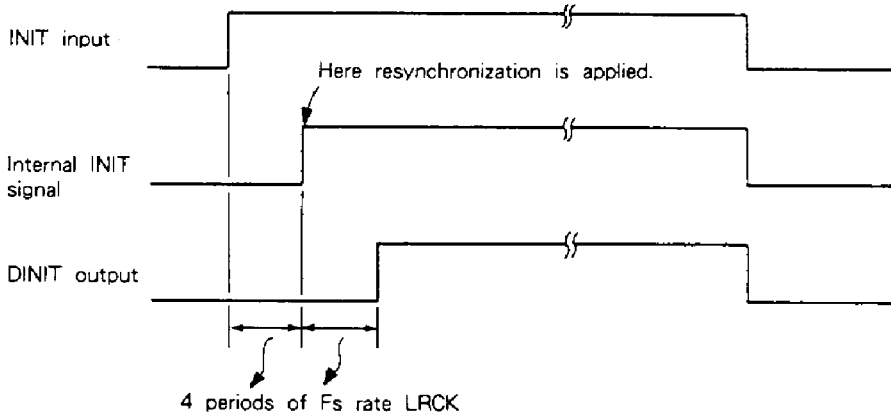 INIT input
Here resynchronization is applied.
Internal INIT
signal
DINIT output
4 periods of Fs rate LRCK